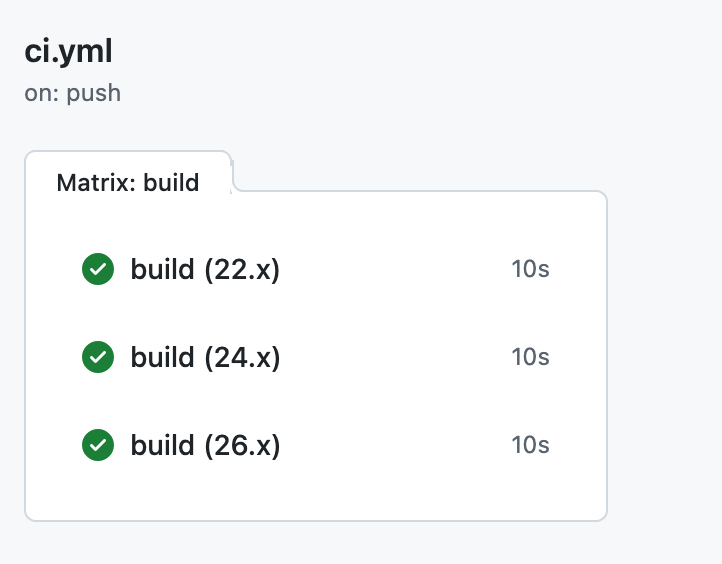 ci.yml
on: push
Matrix: build
build (22.x) 10s
build (24.x) 10s
build (26.x) 10s